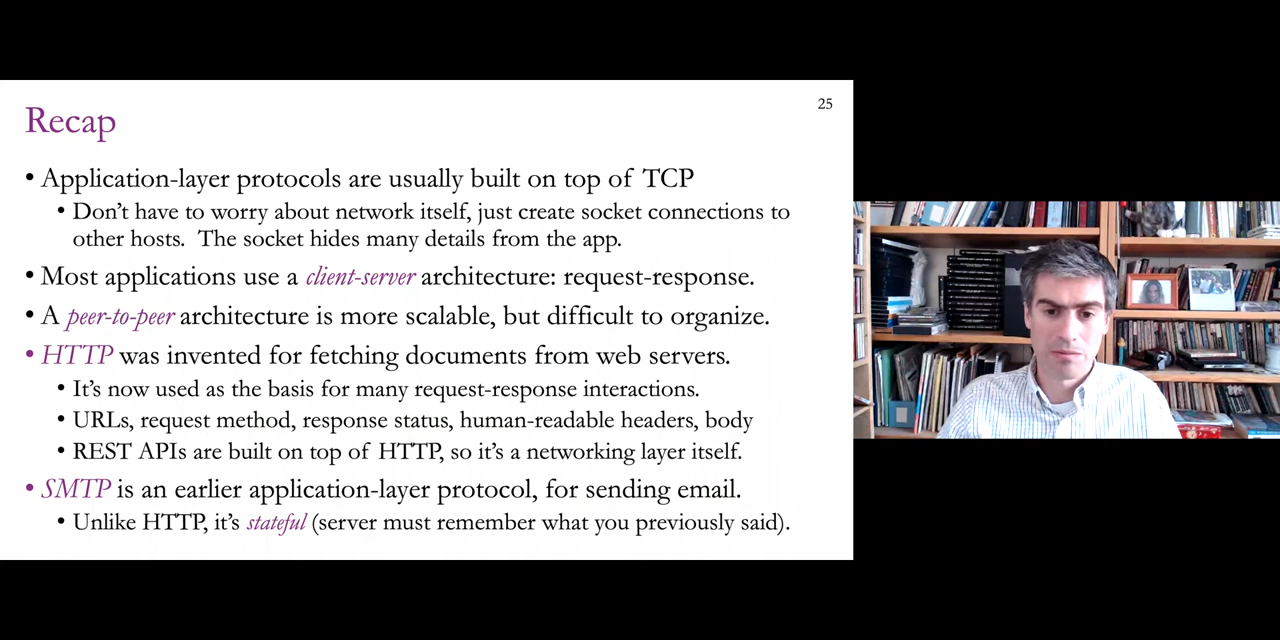 25
Recap
• Application-layer protocols are usually built on top of TCP
• Don't have to worry about network itself, just create socket connections to
other hosts.  The socket hides many details from the app.
• Most applications use a client-server architecture: request-response.
• A peer-to-peer architecture is more scalable, but difficult to organize.
• HTTP was invented for fetching documents from web servers.
• It's now used as the basis for many request-response interactions.
• URLs, request method, response status, human-readable headers, body
• REST APIs are built on top of HTTP, so it's a networking layer itself.
• SMTP is an earlier application-layer protocol, for sending email.
• Unlike HTTP, it's stateful (server must remember what you previously said).